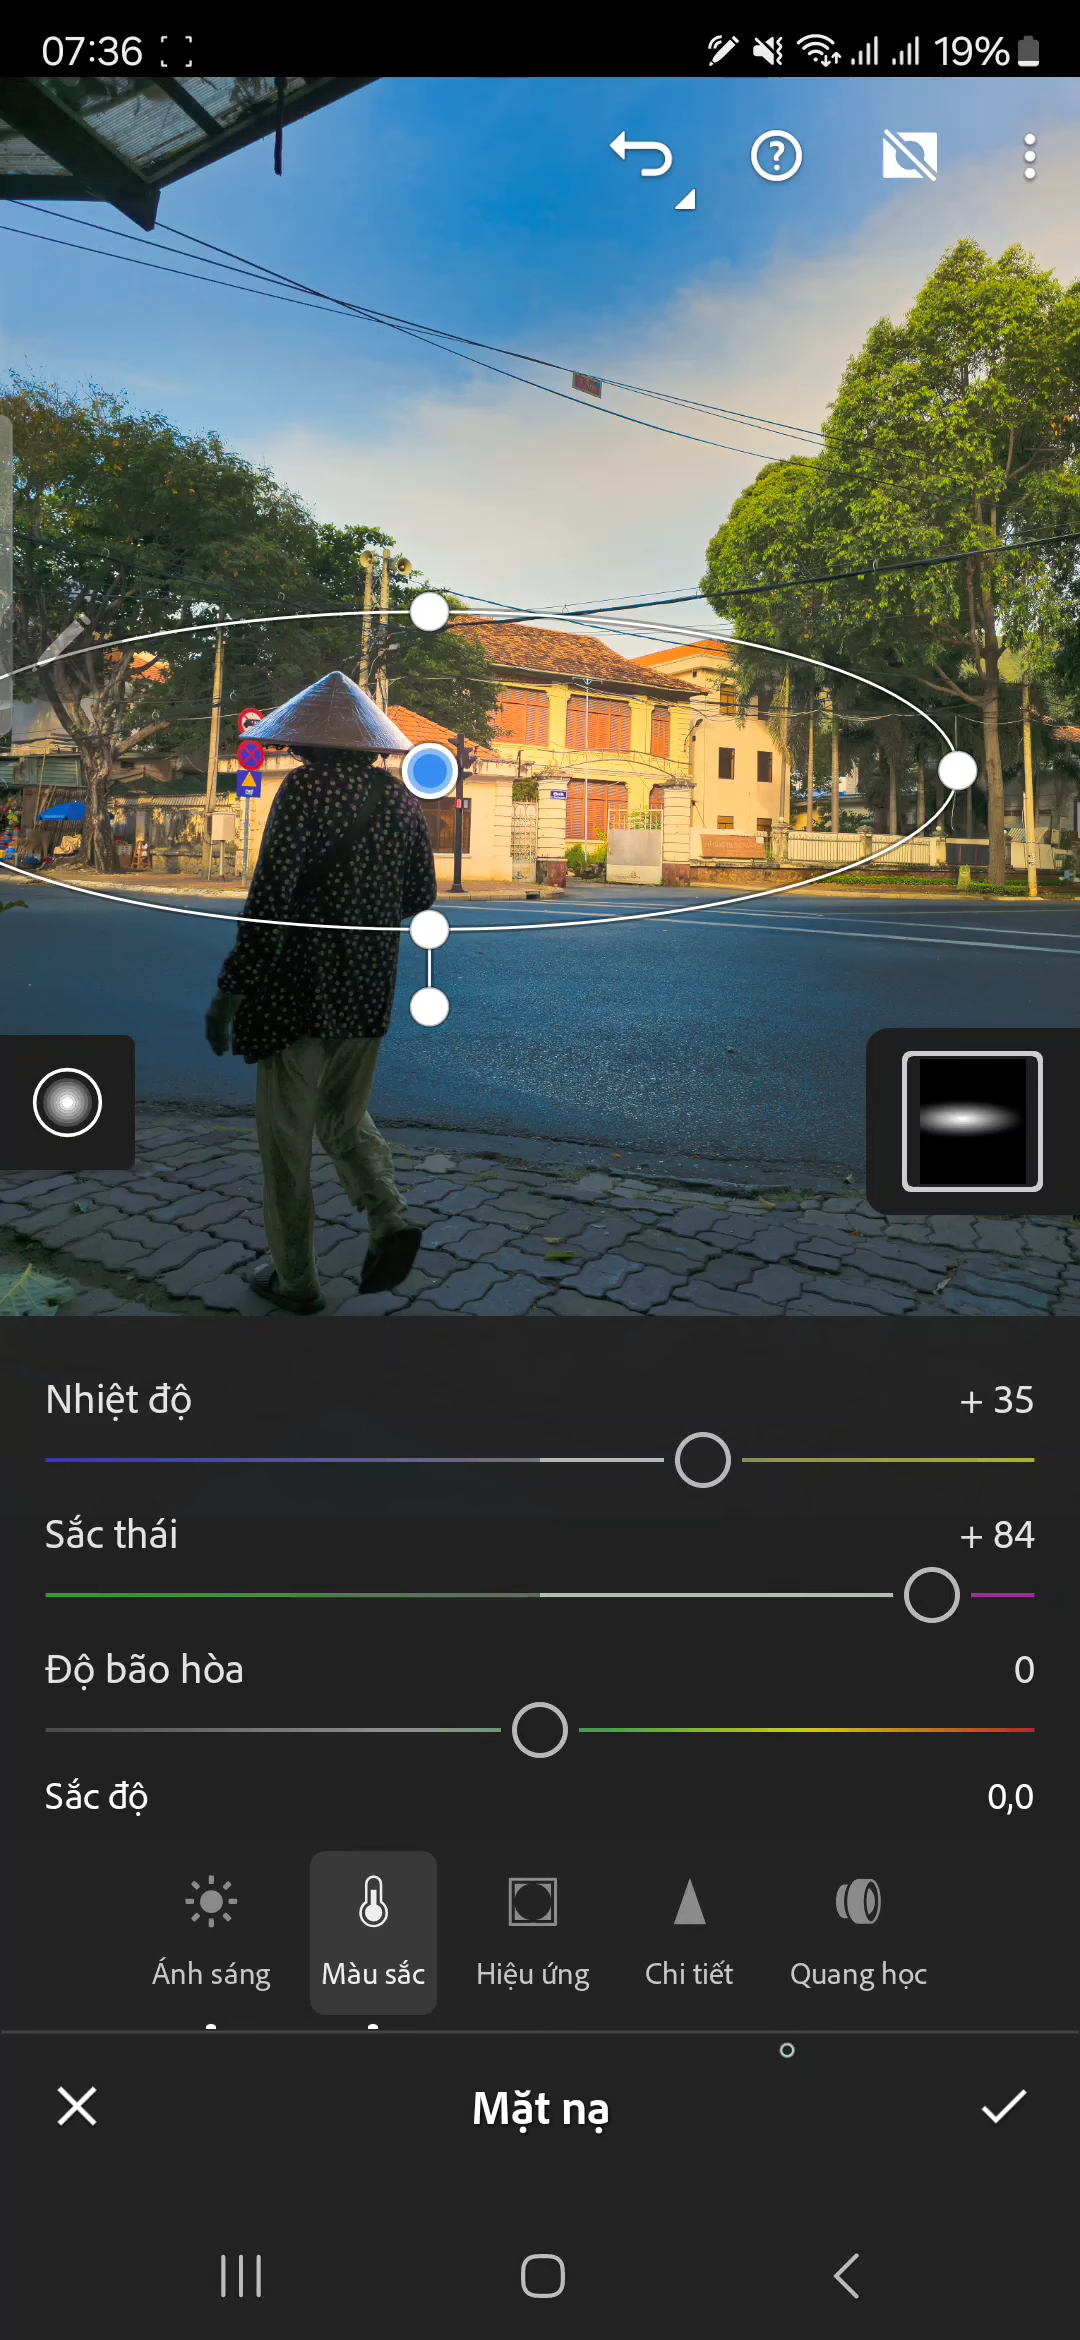 07:36
19%
Nhiệt độ
+ 35
Sắc thái
+ 84
Độ bão hòa
0
Sắc độ
0,0
Ánh sáng
Màu sắc
Hiệu ứng
Chi tiết
Quang học
Mặt nạ